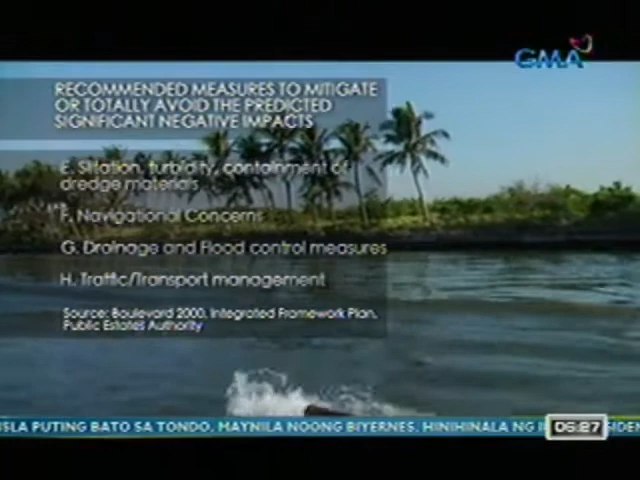 GMA
RECOMMENDED MEASURES TO MITIGATE
OR TOTALLY AVOID THE PREDICTED
SIGNIFICANT NEGATIVE IMPACTS
E. Siltation, turbidity, containment of
dredge materials
F. Navigational Concerns
G. Drainage and Flood control measures
H. Traffic/Transport management
Source: Boulevard 2000, Integrated Framework Plan,
Public Estates Authority
ISLA PUTING BATO SA TONDO, MAYNILA NOONG BIYERNES. HINIHINALA NG
05:27